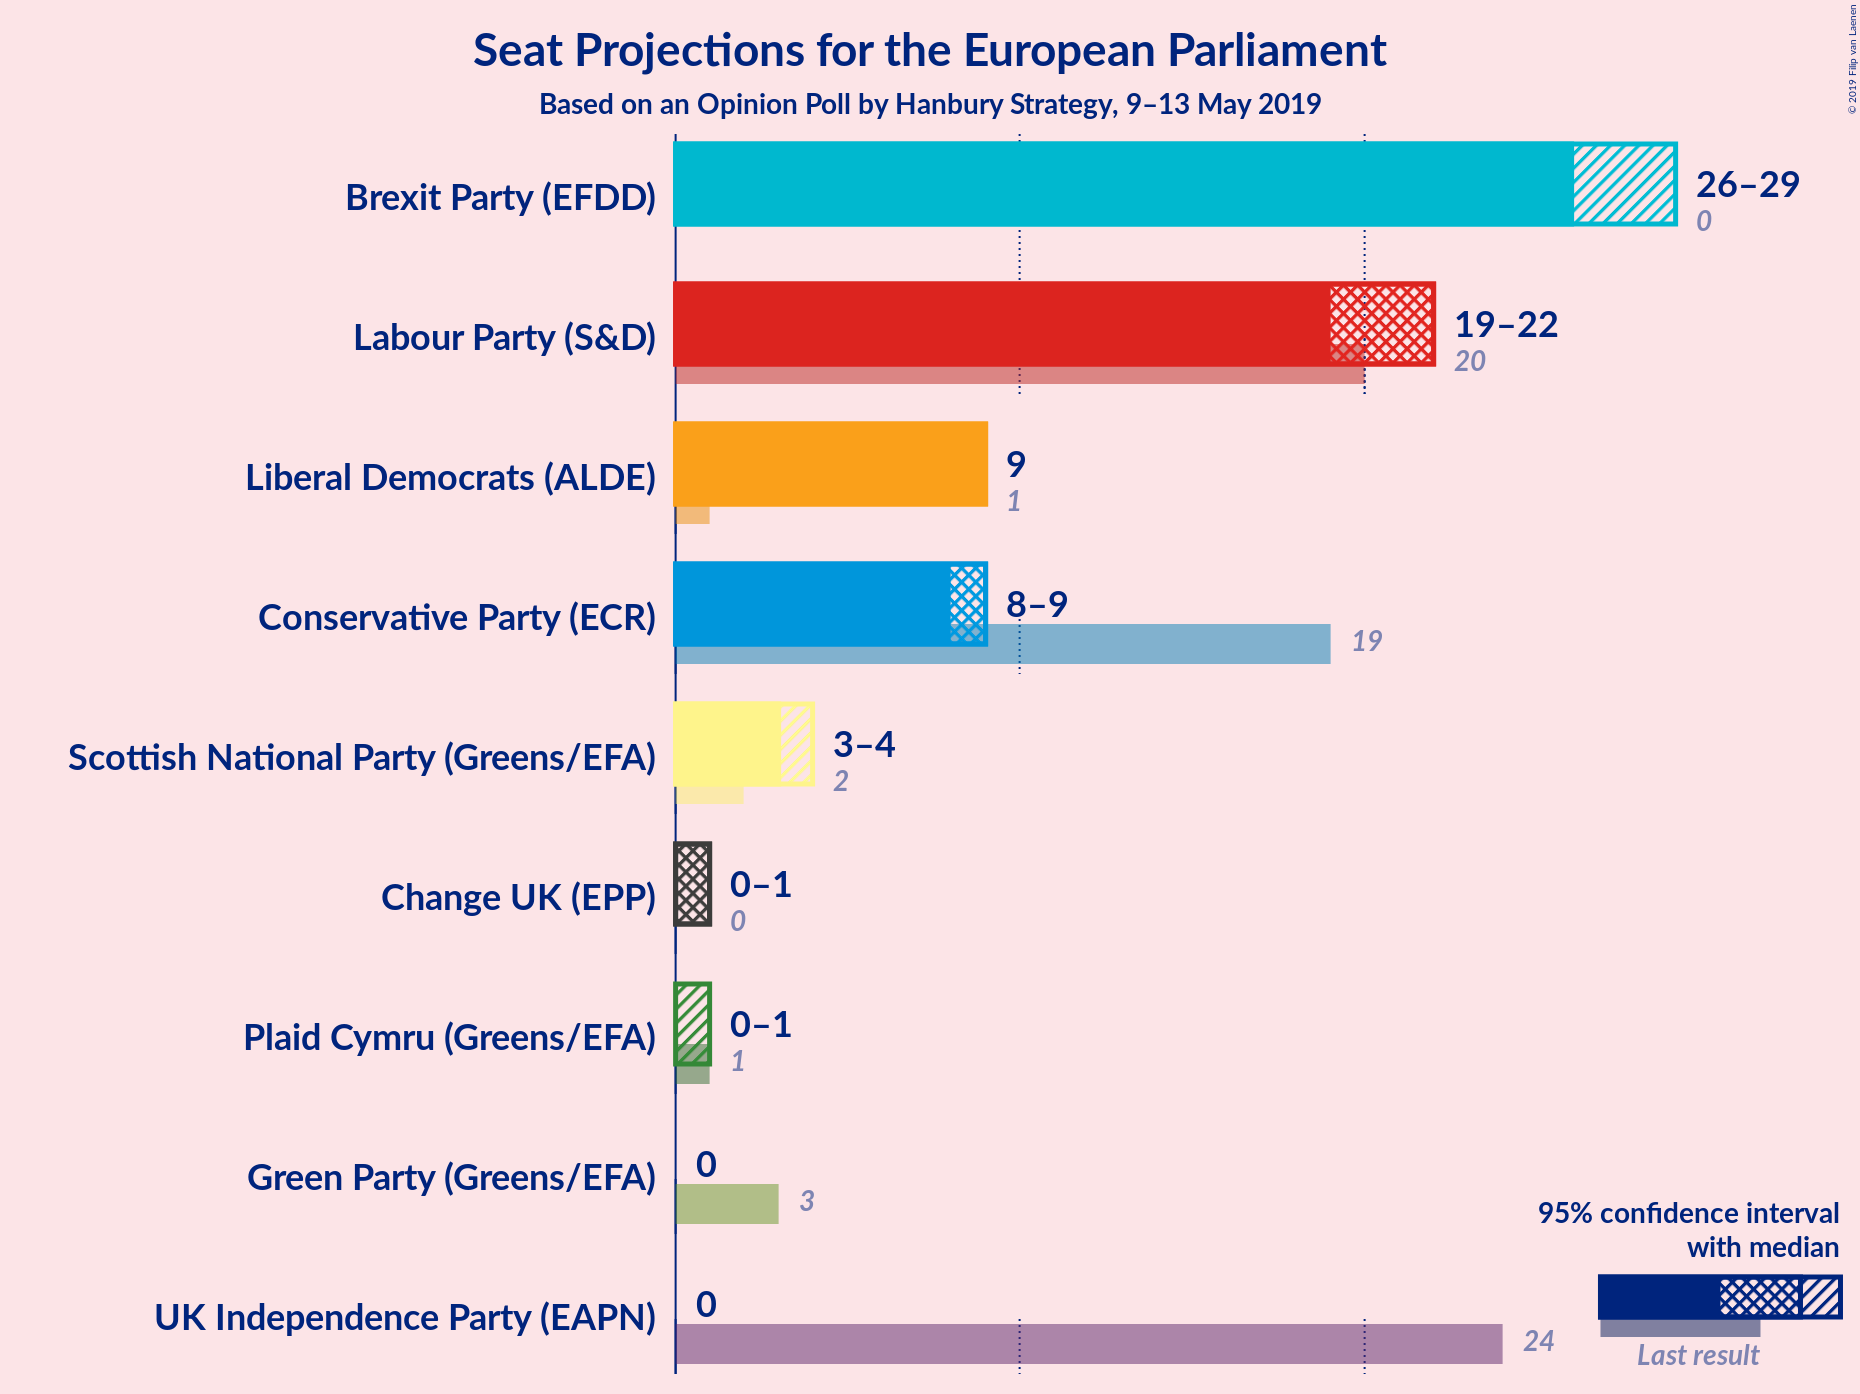 Seat Projections for the European Parliament
Based on an Opinion Poll by Hanbury Strategy, 9–13 May 2019
© 2019 Filip van Laenen
Brexit Party (EFDD)
26–29
0
Labour Party (S&D)
19–22
20
Liberal Democrats (ALDE)
9
1
Conservative Party (ECR)
8–9
19
Scottish National Party (Greens/EFA)
3–4
2
Change UK (EPP)
0–1
0
Plaid Cymru (Greens/EFA)
0–1
1
Green Party (Greens/EFA)
0
3
UK Independence Party (EAPN)
0
24
95% confidence interval
with median
Last result